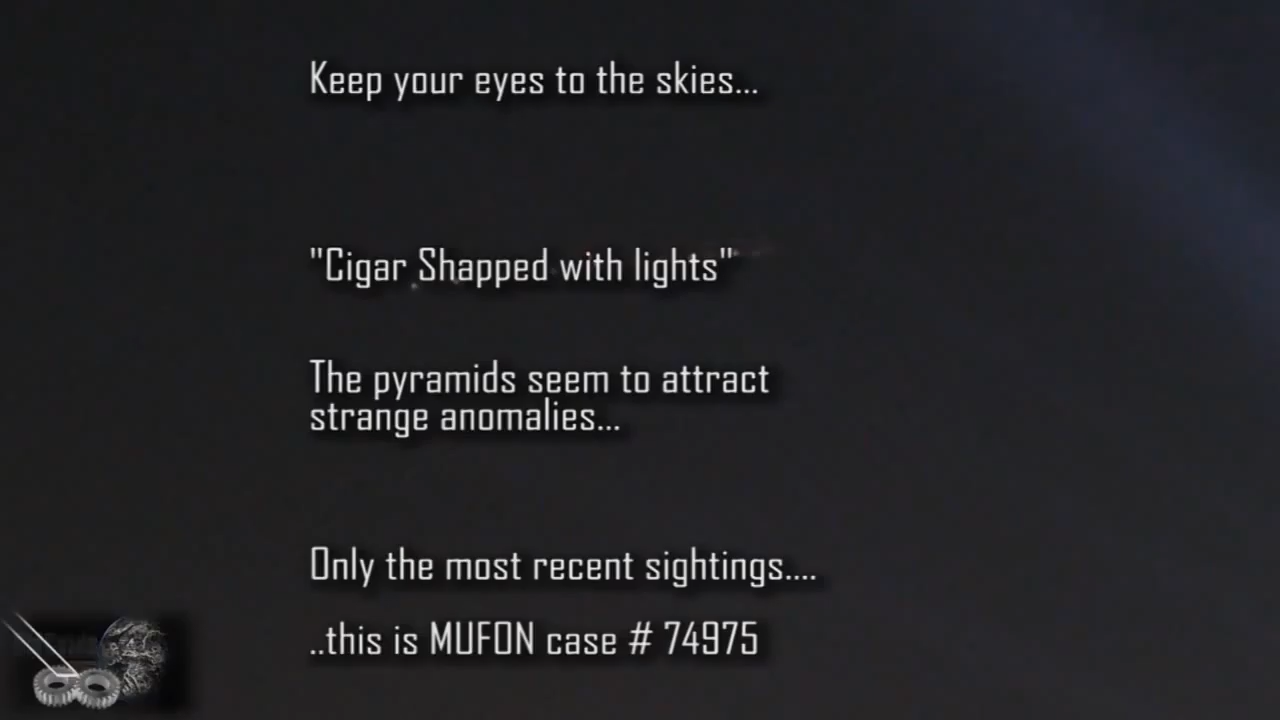 Keep your eyes to the skies...
"Cigar Shapped with lights"
The pyramids seem to attract
strange anomalies...
Only the most recent sightings....
..this is MUFON case # 74975